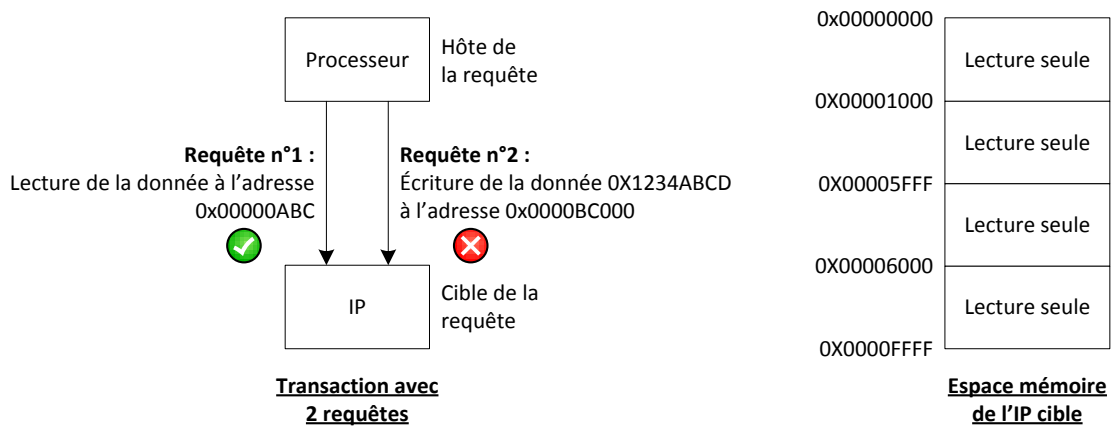 Processeur
Hôte de
la requête
Requête n°1 :
Lecture de la donnée à l’adresse
0x00000ABC
Requête n°2 :
Écriture de la donnée 0X1234ABCD
à l’adresse 0x0000BC000
IP
Cible de la
requête
Transaction avec
2 requêtes
0x00000000
Lecture seule
0X00001000
Lecture seule
0X00005FFF
Lecture seule
0X00006000
Lecture seule
0X0000FFFF
Espace mémoire
de l’IP cible